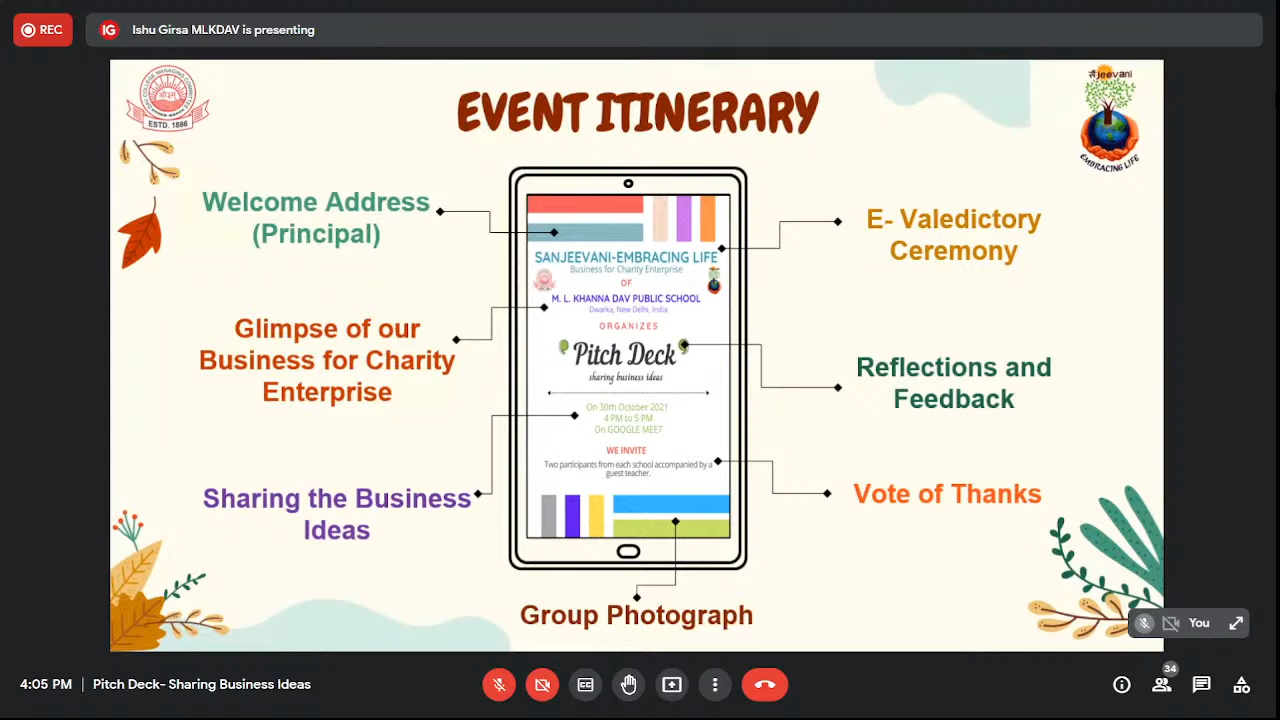 REC
IG
Ishu Girsa MLKDAV is presenting
ESTD. 1886
EVENT ITINERARY
सैjeevani
EMBRACING LIFE
Welcome Address
(Principal)
Glimpse of our
Business for Charity
Enterprise
Sharing the Business
Ideas
SANJEEVANI-EMBRACING LIFE
Business for Charity Enterprise
OF
M. L. KHANNA DAV PUBLIC SCHOOL
Dwarka, New Delhi, India
ORGANIZES
Pitch Deck
sharing business ideas
On 30th October 2021
4 PM to 5 PM
On GOOGLE MEET
WE INVITE
Two participants from each school accompanied by a
guest teacher.
E- Valedictory
Ceremony
Reflections and
Feedback
Vote of Thanks
Group Photograph
You
4:05 PM | Pitch Deck- Sharing Business Ideas
34